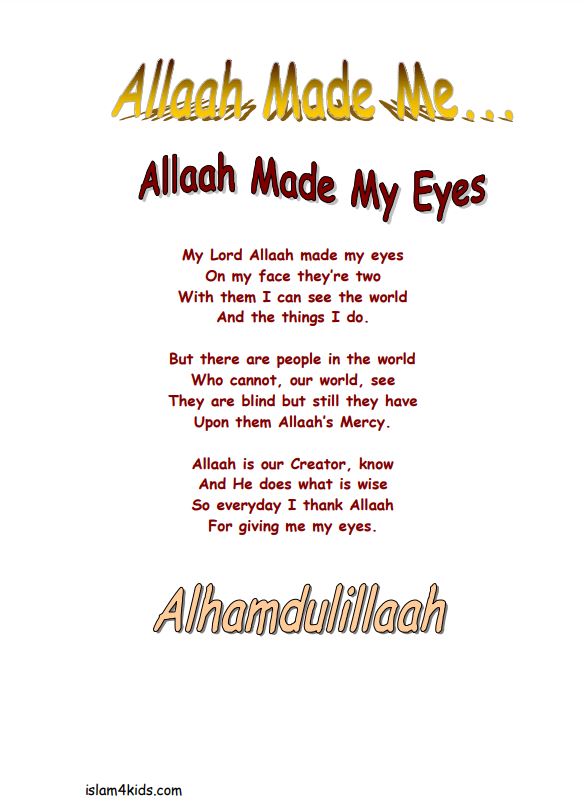 Allaah Made Me...
Allaah Made My Eyes
My Lord Allaah made my eyes
On my face they're two
With them I can see the world
And the things I do.
But there are people in the world
Who cannot, our world, see
They are blind but still they have
Upon them Allaah's Mercy.
Allaah is our Creator, know
And He does what is wise
So everyday I thank Allaah
For giving me my eyes.
Alhamdulillaah
islam4kids.com